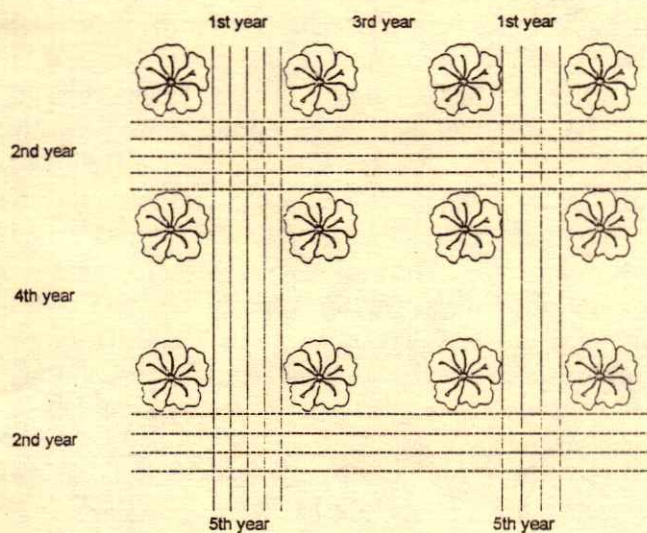 1st year 3rd year 1st year
2nd year
4th year
2nd year
5th year 5th year